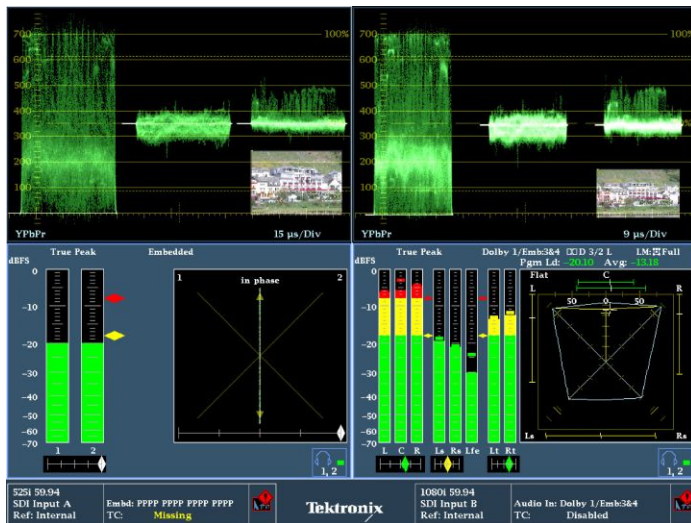 700
100%
600
500
400
300
200
100
0
YPbPr
15 µs/Div
700
100%
600
500
400
300
200
100
0
YPbPr
9 µs/Div
True Peak
Embedded
dBFS
0
-10
-20
-30
-40
-50
-60
-70
1 2
1 2
in phase
1, 2
True Peak
Dolby 1/Emb:3&4 D 3/2 L LM: Full
Pgm Ld: -20.10 Avg: -13.18
dBFS
0
-10
-20
-30
-40
-50
-60
-70
L C R Ls Rs Lfe Lt Rt
Flat
C
L R
50 0 50
Ls Rs
1, 2
525i 59.94
SDI Input A
Ref: Internal
Embd: PPPP PPPP PPPP PPPP
TC: Missing
Tektronix
1080i 59.94
SDI Input B
Ref: Internal
Audio In: Dolby 1/Emb:3&4
TC: Disabled